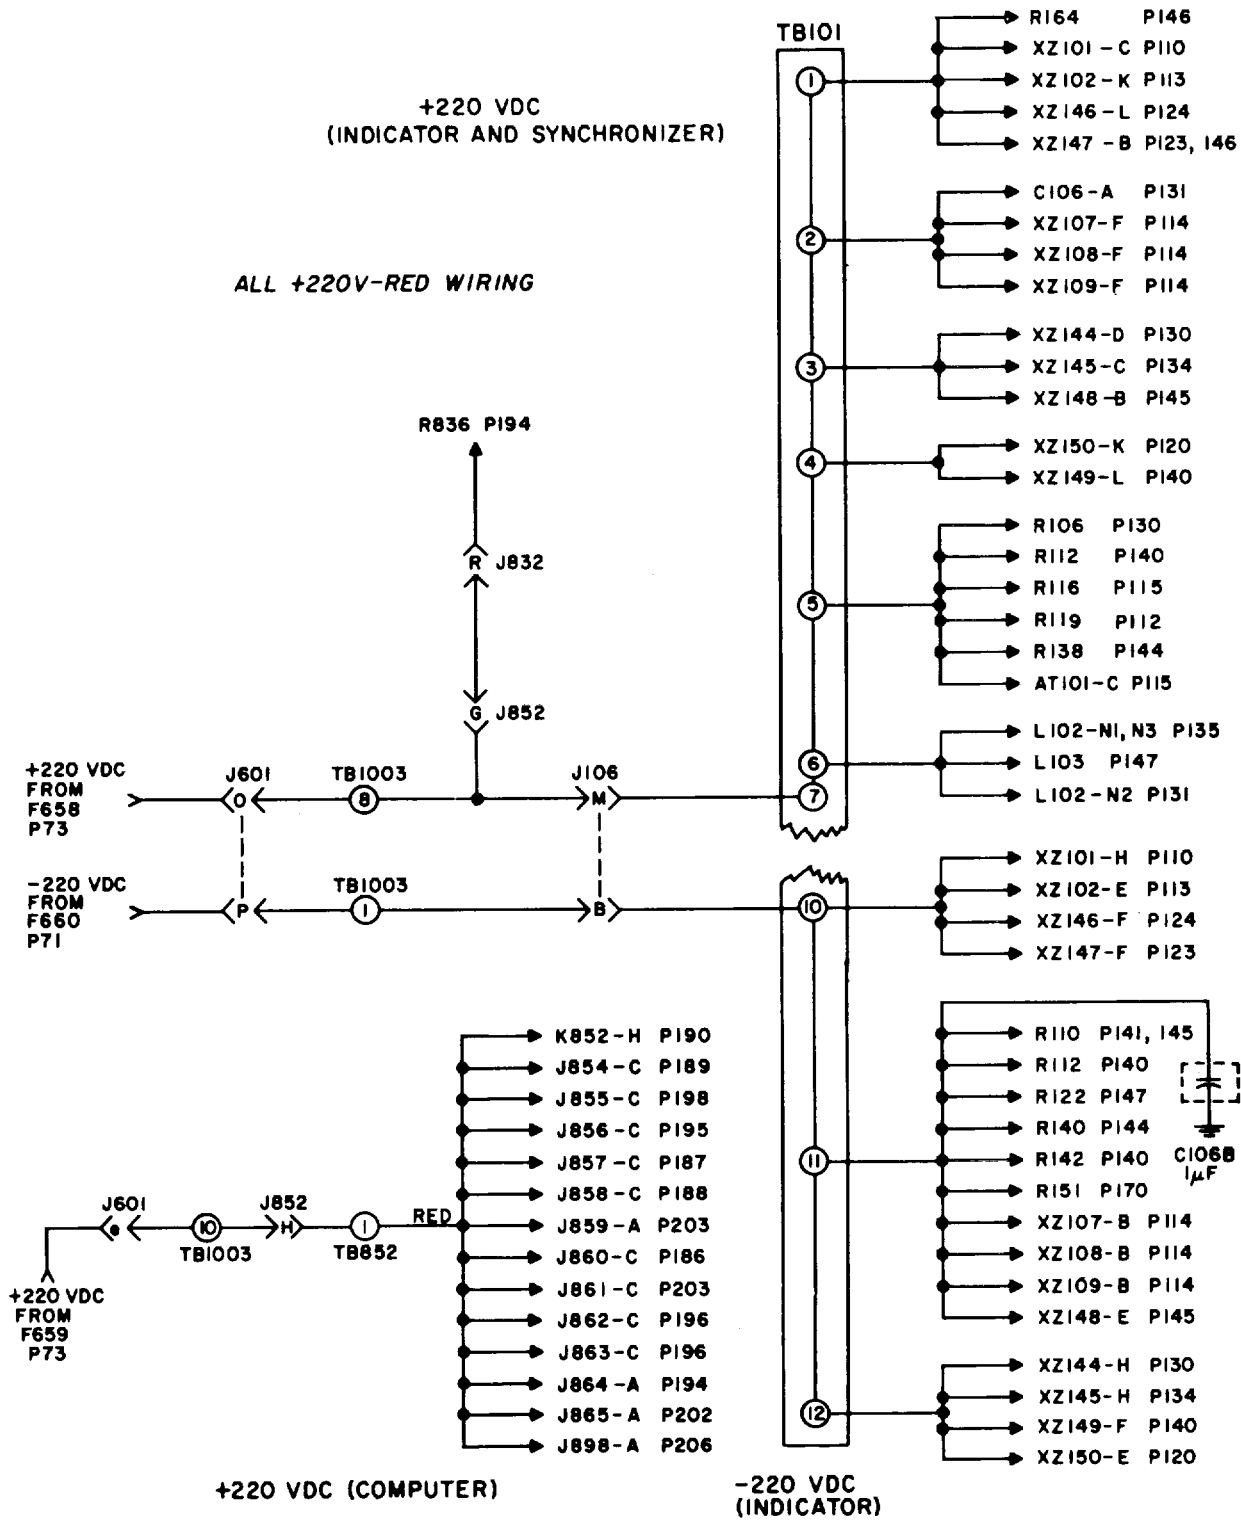 TB101
+220 VDC
(INDICATOR AND SYNCHRONIZER)
ALL +220V-RED WIRING
1
R164 P146
XZ101-C P110
XZ102-K P113
XZ146-L P124
XZ147-B P123, 146
2
C106-A P131
XZ107-F P114
XZ108-F P114
XZ109-F P114
3
XZ144-D P130
XZ145-C P134
XZ148-B P145
4
XZ150-K P120
XZ149-L P140
5
R106 P130
R112 P140
R116 P115
R119 P112
R138 P144
AT101-C P115
6
7
L102-N1, N3 P135
L103 P147
L102-N2 P131
R836 P194
R J832
G J852
+220 VDC
FROM
F658
P73
J601
O
TB1003
8
J106
M
-220 VDC
FROM
F660
P71
P
TB1003
1
B
10
XZ101-H P110
XZ102-E P113
XZ146-F P124
XZ147-F P123
11
R110 P141, 145
R112 P140
R122 P147
R140 P144
R142 P140
R151 P170
XZ107-B P114
XZ108-B P114
XZ109-B P114
XZ148-E P145
C106B
1µF
12
XZ144-H P130
XZ145-H P134
XZ149-F P140
XZ150-E P120
-220 VDC
(INDICATOR)
K852-H P190
J854-C P189
J855-C P198
J856-C P195
J857-C P187
J858-C P188
J859-A P203
J860-C P186
J861-C P203
J862-C P196
J863-C P196
J864-A P194
J865-A P202
J898-A P206
+220 VDC
FROM
F659
P73
J601
10
TB1003
J852
H
1
TB852
RED
+220 VDC (COMPUTER)